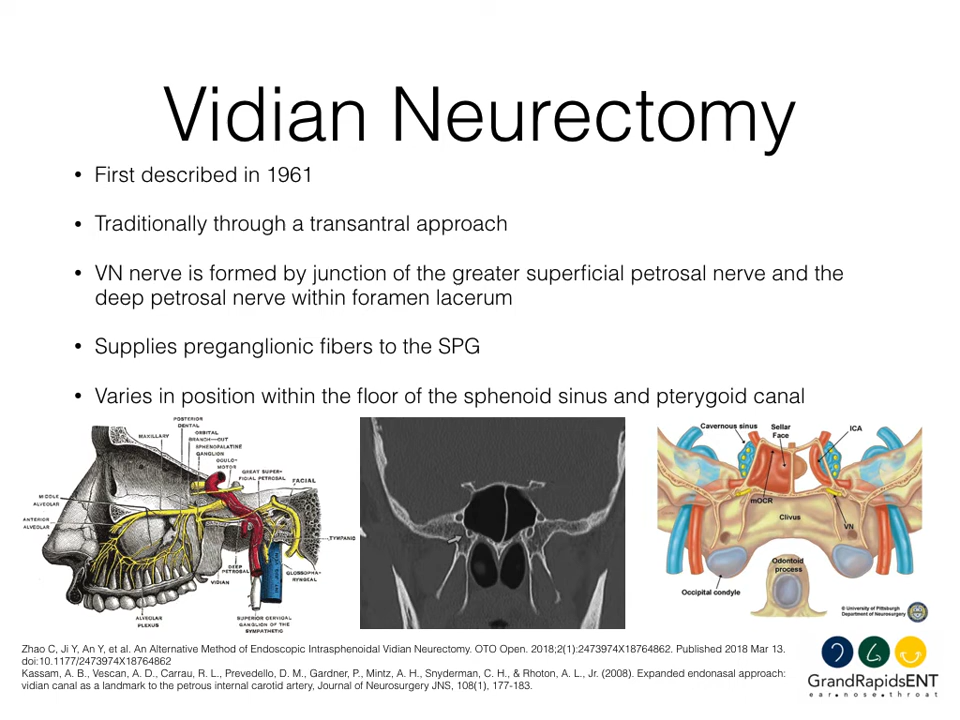 Vidian Neurectomy
• First described in 1961
• Traditionally through a transantral approach
• VN nerve is formed by junction of the greater superficial petrosal nerve and the
deep petrosal nerve within foramen lacerum
• Supplies preganglionic fibers to the SPG
• Varies in position within the floor of the sphenoid sinus and pterygoid canal
POSTERIOR
DENTAL
ORBITAL
BRANCH—CUT
MAXILLARY
SPHENOPALATINE
GANGLION
OCULO-
MOTOR
GREAT SUPER-
FICIAL PETROSAL
FACIAL
MIDDLE
ALVEOLAR
ANTERIOR
ALVEOLAR
TYMPANIC
DEEP
PETROSAL
VIDIAN
GLOSSOPHA-
RYNGEAL
ALVEOLAR
PLEXUS
SUPERIOR CERVICAL
GANGLION OF THE
SYMPATHETIC
Cavernous sinus
Sellar
Face
ICA
mOCR
Clivus
VN
Odontoid
process
Occipital condyle
© University of Pittsburgh
Department of Neurosurgery
Zhao C, Ji Y, An Y, et al. An Alternative Method of Endoscopic Intrasphenoidal Vidian Neurectomy. OTO Open. 2018;2(1):2473974X18764862. Published 2018 Mar 13.
doi:10.1177/2473974X18764862
Kassam, A. B., Vescan, A. D., Carrau, R. L., Prevedello, D. M., Gardner, P., Mintz, A. H., Snyderman, C. H., & Rhoton, A. L., Jr. (2008). Expanded endonasal approach:
vidian canal as a landmark to the petrous internal carotid artery, Journal of Neurosurgery JNS, 108(1), 177-183.
GrandRapidsENT
ear.nose.throat